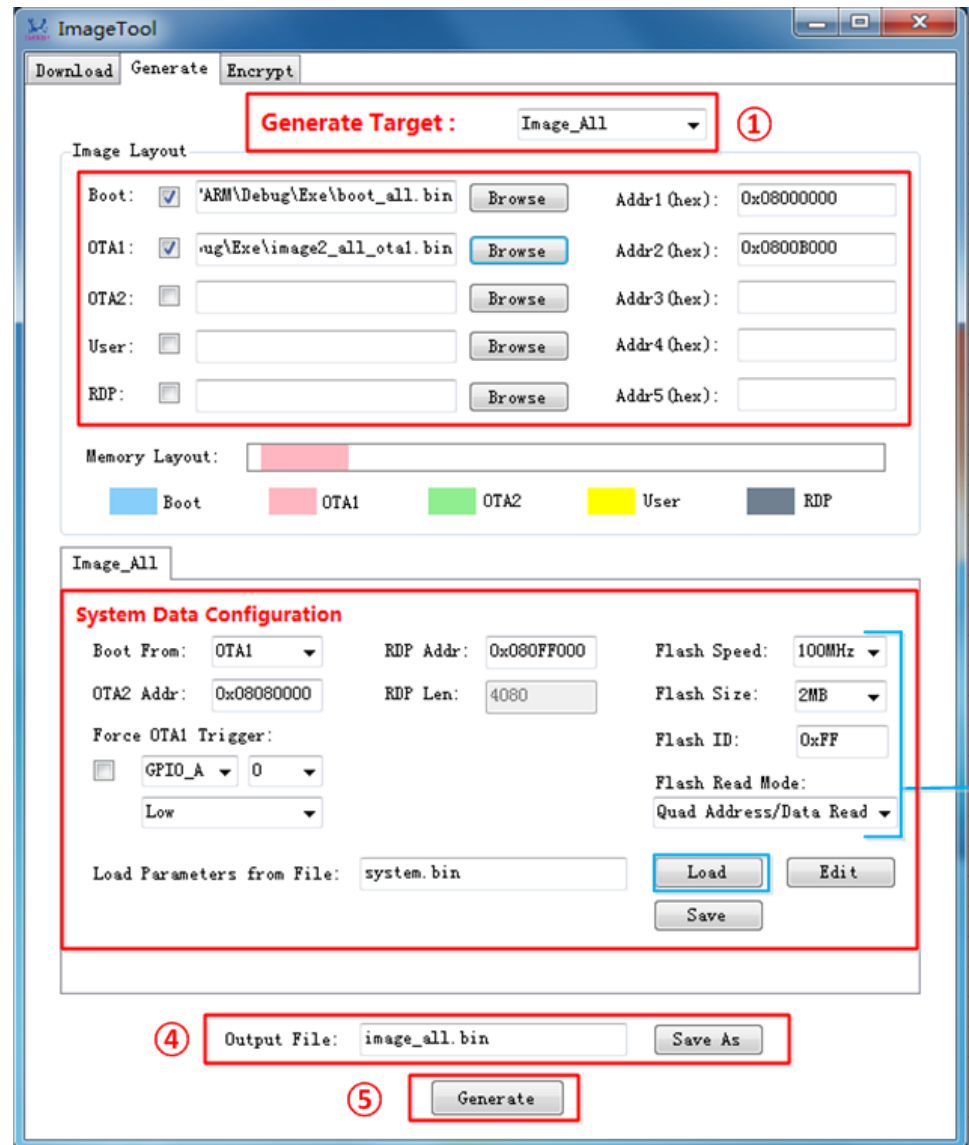 ImageTool
Download Generate Encrypt
Generate Target : Image_All ①
Image Layout
Boot: 'ARM\Debug\Exe\boot_all.bin Browse Addr1(hex): 0x08000000
OTA1: ug\Exe\image2_all_ota1.bin Browse Addr2(hex): 0x0800B000
OTA2: Browse Addr3(hex):
User: Browse Addr4(hex):
RDP: Browse Addr5(hex):
Memory Layout:
Boot OTA1 OTA2 User RDP
Image_All
System Data Configuration
Boot From: OTA1 RDP Addr: 0x080FF000 Flash Speed: 100MHz
OTA2 Addr: 0x08080000 RDP Len: 4080 Flash Size: 2MB
Force OTA1 Trigger: Flash ID: 0xFF
GPIO_A 0 Flash Read Mode:
Low Quad Address/Data Read
Load Parameters from File: system.bin Load Edit
Save
④ Output File: image_all.bin Save As
⑤ Generate